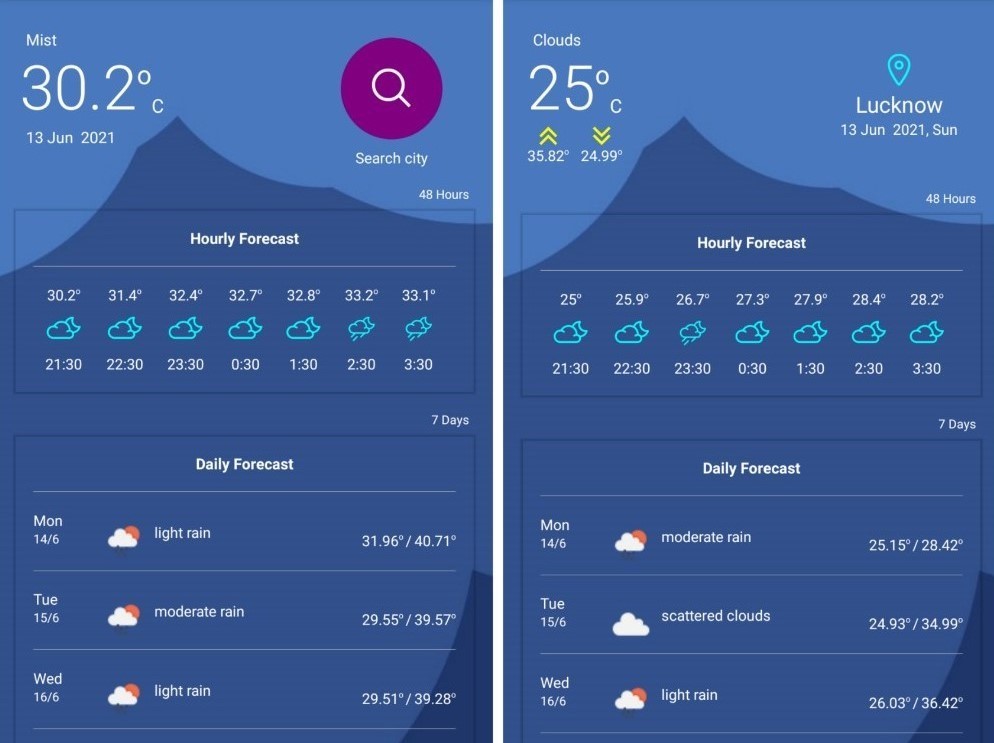 Mist
30.2° C
13 Jun 2021
Search city
48 Hours
Hourly Forecast
30.2° 31.4° 32.4° 32.7° 32.8° 33.2° 33.1°
21:30 22:30 23:30 0:30 1:30 2:30 3:30
7 Days
Daily Forecast
Mon
14/6
light rain
31.96°/ 40.71°
Tue
15/6
moderate rain
29.55°/ 39.57°
Wed
16/6
light rain
29.51°/ 39.28°
Clouds
25° C
35.82° 24.99°
Lucknow
13 Jun 2021, Sun
48 Hours
Hourly Forecast
25° 25.9° 26.7° 27.3° 27.9° 28.4° 28.2°
21:30 22:30 23:30 0:30 1:30 2:30 3:30
7 Days
Daily Forecast
Mon
14/6
moderate rain
25.15°/ 28.42°
Tue
15/6
scattered clouds
24.93°/ 34.99°
Wed
16/6
light rain
26.03°/ 36.42°